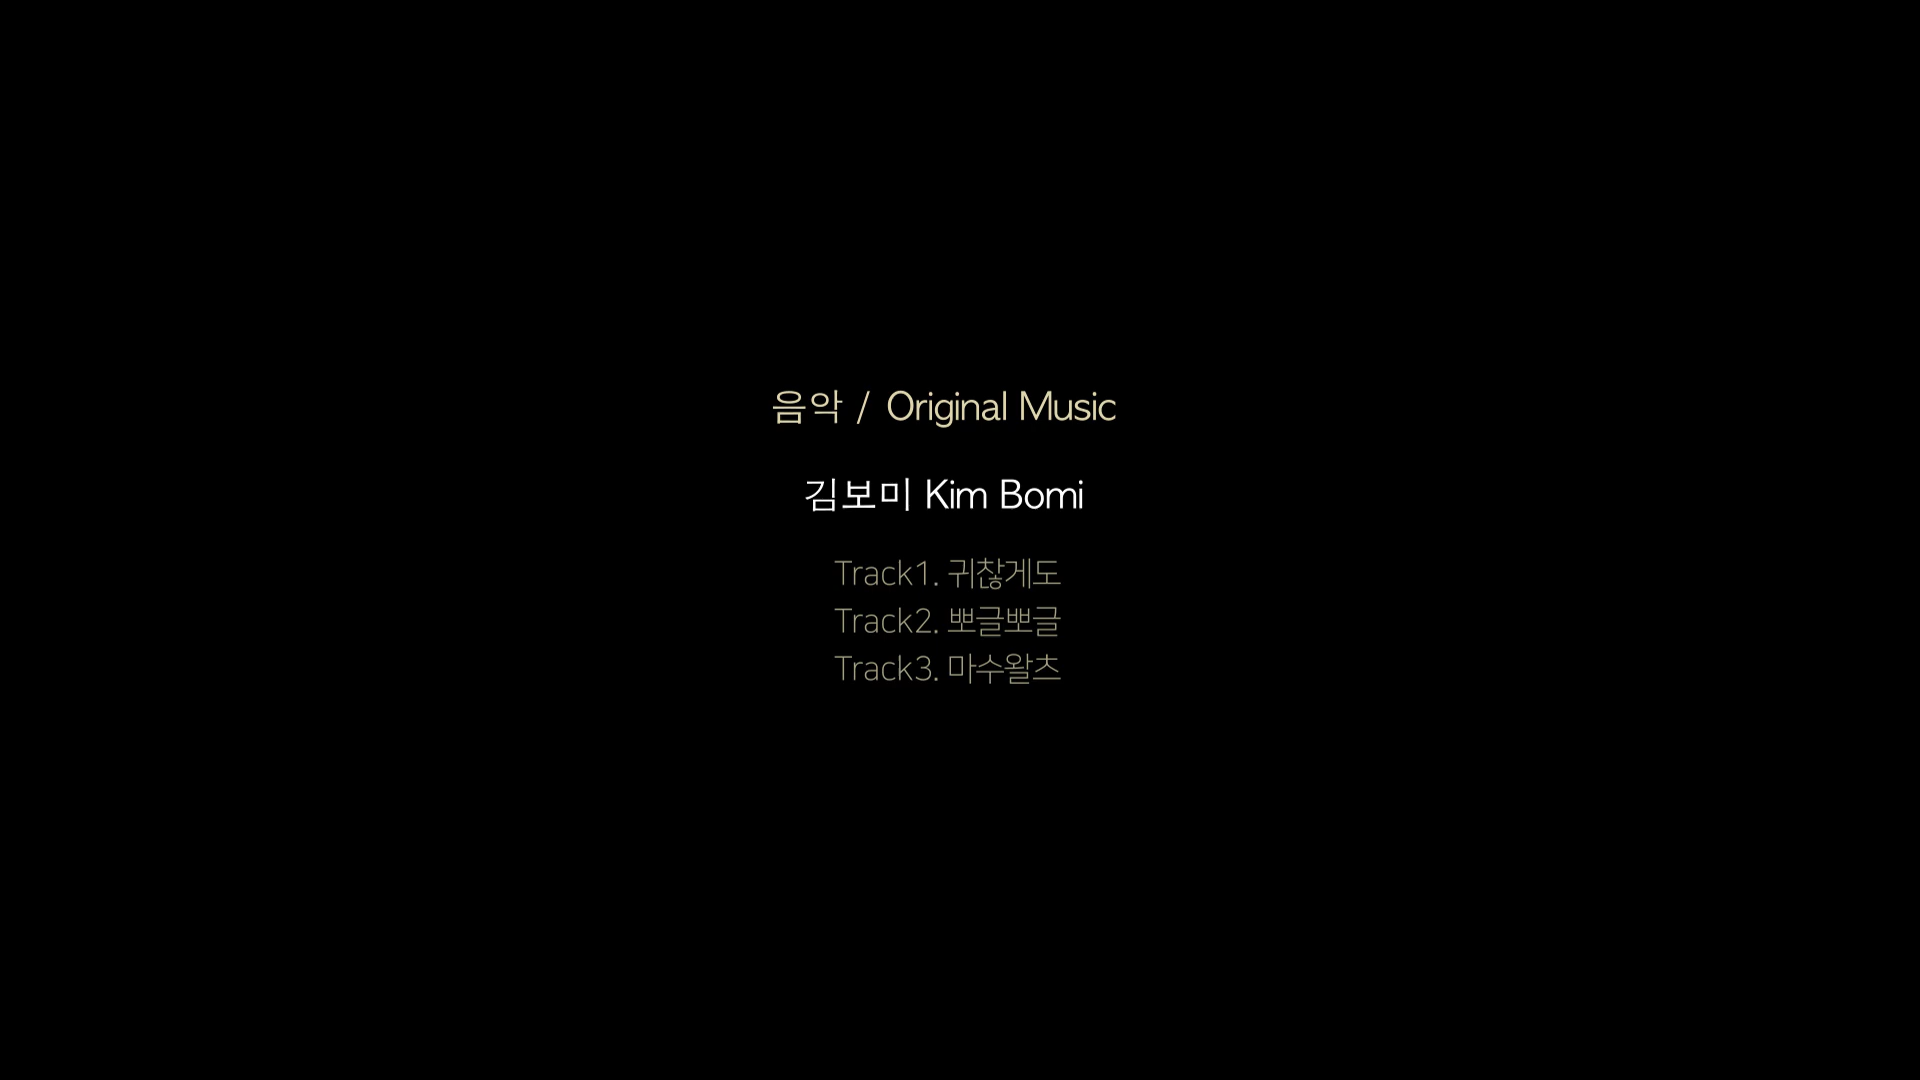 음악 / Original Music
김보미 Kim Bomi
Track1. 귀찮게도
Track2. 뽀글뽀글
Track3. 마수왈츠